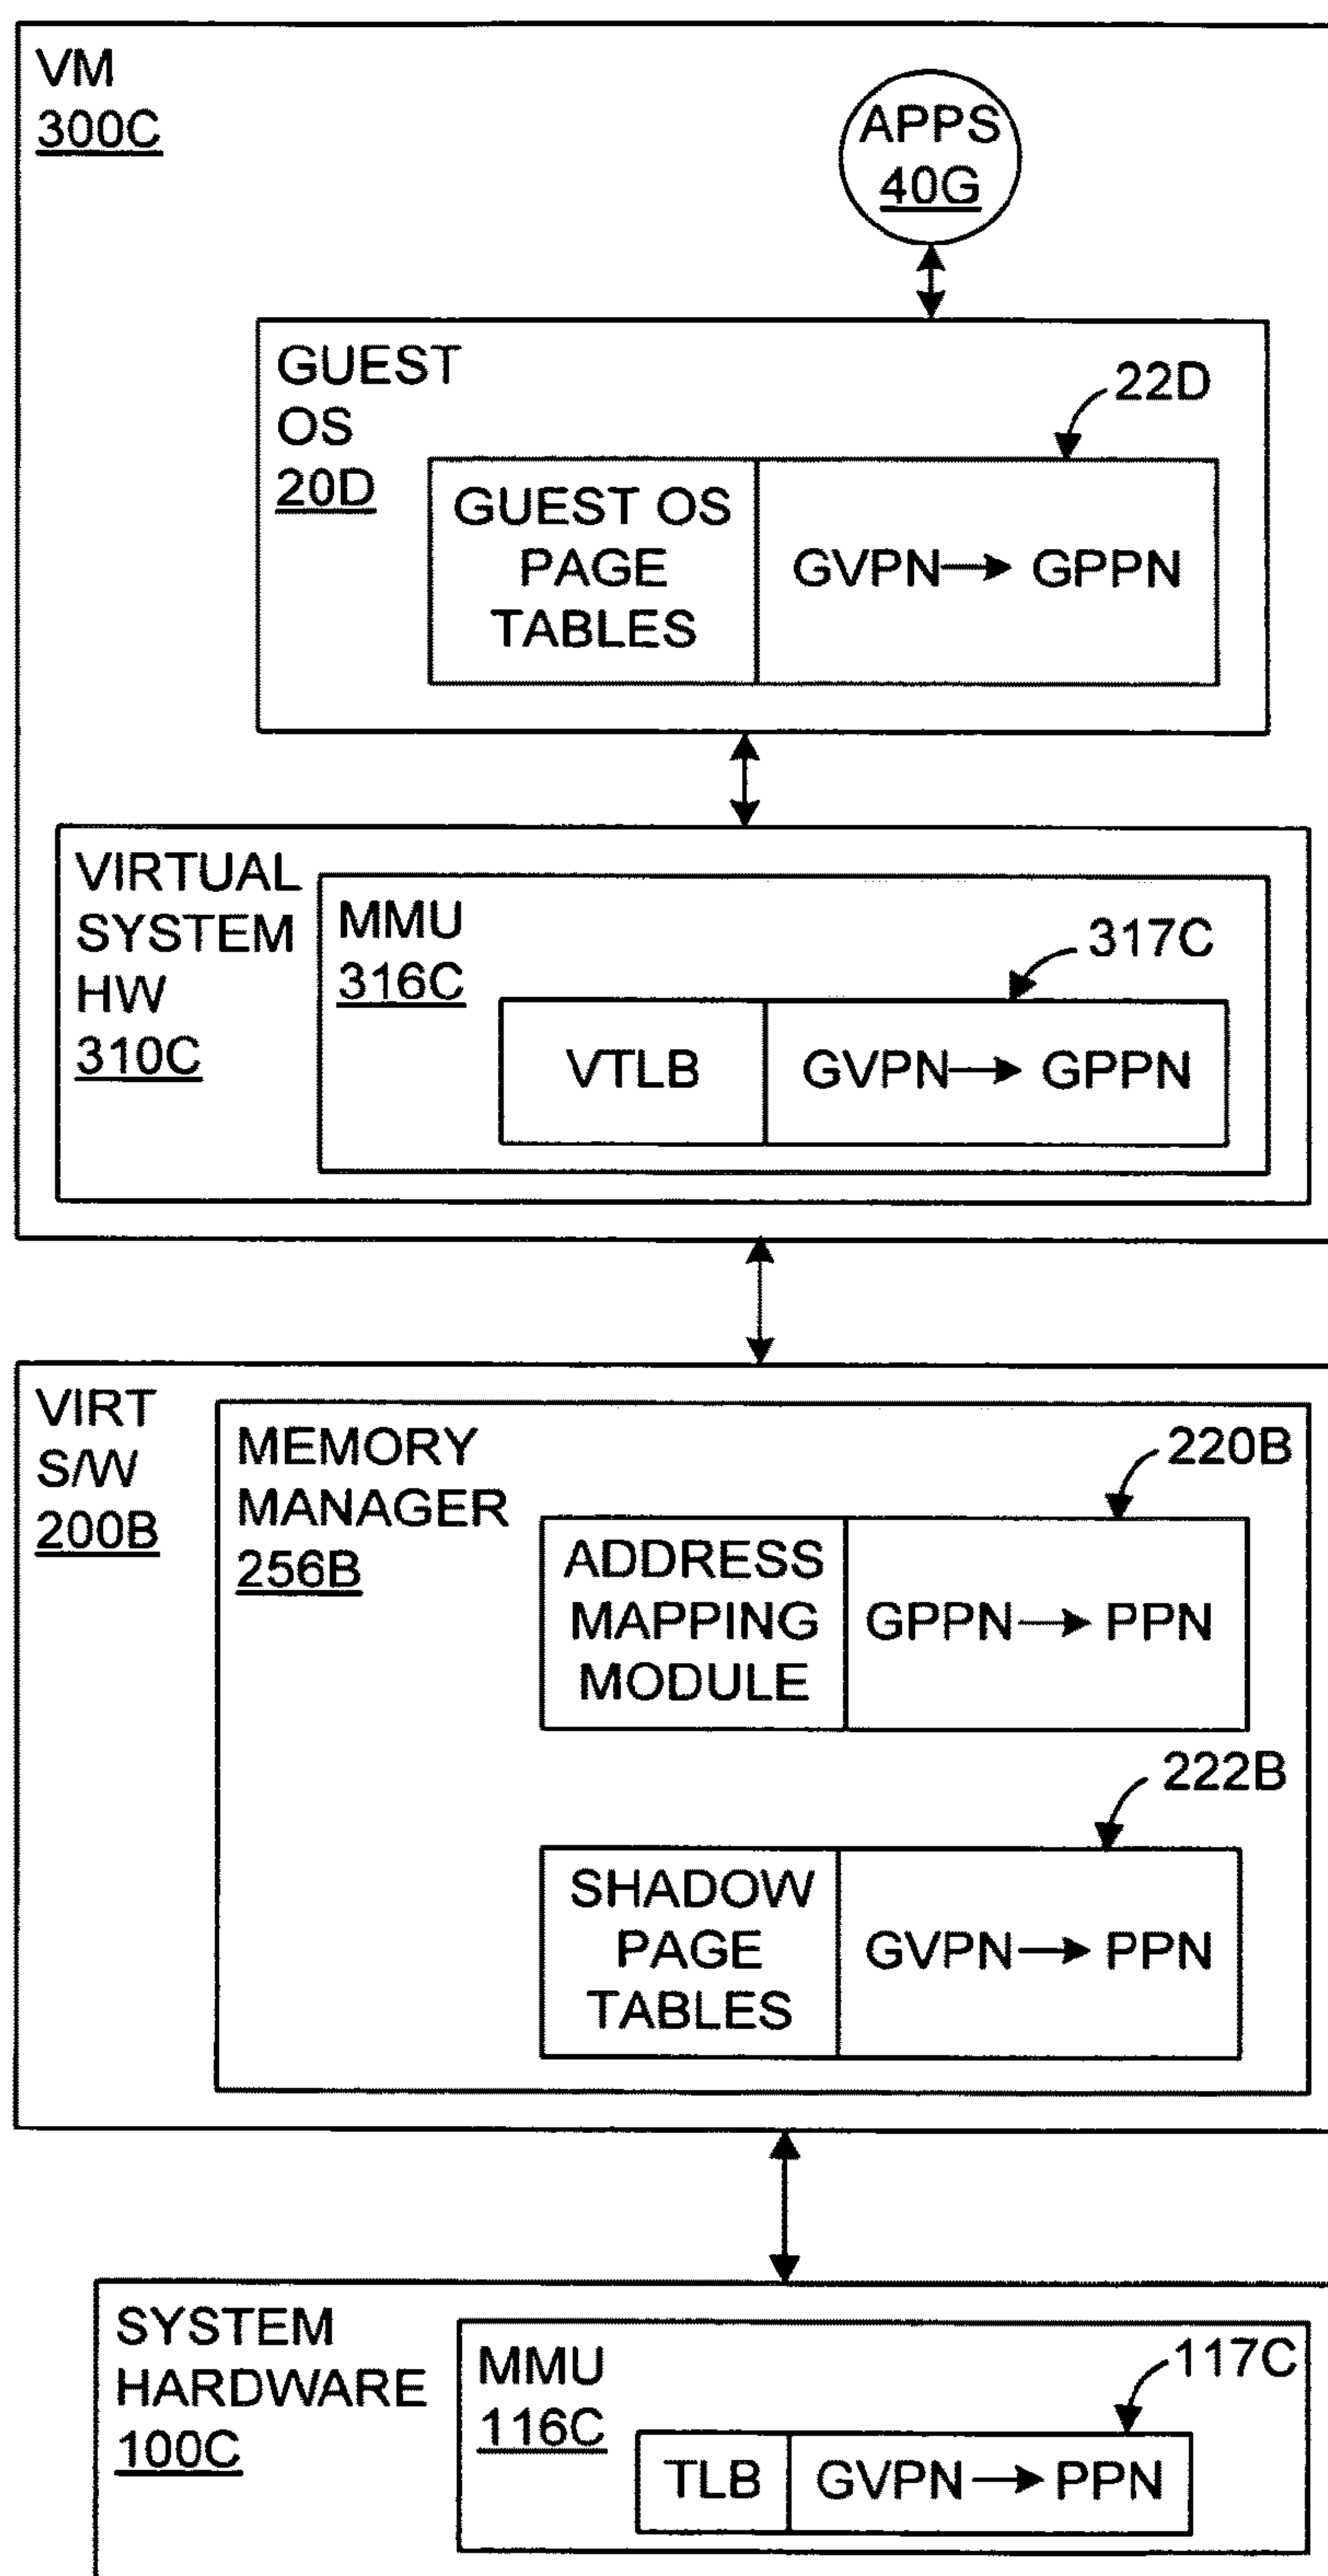 VM
300C
APPS
40G
GUEST
OS
20D
22D
GUEST OS
PAGE
TABLES
GVPN → GPPN
VIRTUAL
SYSTEM
HW
310C
MMU
316C
317C
VTLB
GVPN → GPPN
VIRT
S/W
200B
MEMORY
MANAGER
256B
220B
ADDRESS
MAPPING
MODULE
GPPN → PPN
222B
SHADOW
PAGE
TABLES
GVPN → PPN
SYSTEM
HARDWARE
100C
MMU
116C
117C
TLB
GVPN → PPN